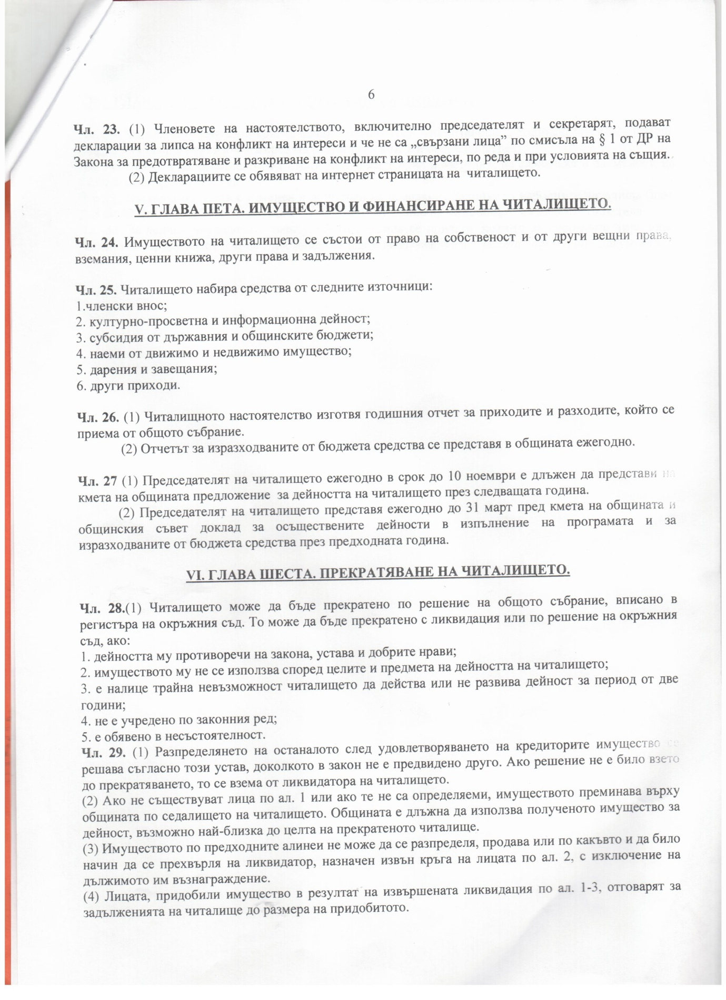 6
Чл. 23. (1) Членовете на настоятелството, включително председателят и секретарят, подават
декларации за липса на конфликт на интереси и че не са „свързани лица” по смисъла на § 1 от ДР на
Закона за предотвратяване и разкриване на конфликт на интереси, по реда и при условията на същия.
(2) Декларациите се обявяват на интернет страницата на читалището.
V. ГЛАВА ПЕТА. ИМУЩЕСТВО И ФИНАНСИРАНЕ НА ЧИТАЛИЩЕТО.
Чл. 24. Имуществото на читалището се състои от право на собственост и от други вещни права,
вземания, ценни книжа, други права и задължения.
Чл. 25. Читалището набира средства от следните източници:
1.членски внос;
2. културно-просветна и информационна дейност;
3. субсидия от държавния и общинските бюджети;
4. наеми от движимо и недвижимо имущество;
5. дарения и завещания;
6. други приходи.
Чл. 26. (1) Читалищното настоятелство изготвя годишния отчет за приходите и разходите, който се
приема от общото събрание.
(2) Отчетът за изразходваните от бюджета средства се представя в общината ежегодно.
Чл. 27 (1) Председателят на читалището ежегодно в срок до 10 ноември е длъжен да представи на
кмета на общината предложение за дейността на читалището през следващата година.
(2) Председателят на читалището представя ежегодно до 31 март пред кмета на общината и
общинския съвет доклад за осъществените дейности в изпълнение на програмата и за
изразходваните от бюджета средства през предходната година.
VI. ГЛАВА ШЕСТА. ПРЕКРАТЯВАНЕ НА ЧИТАЛИЩЕТО.
Чл. 28.(1) Читалището може да бъде прекратено по решение на общото събрание, вписано в
регистъра на окръжния съд. То може да бъде прекратено с ликвидация или по решение на окръжния
съд, ако:
1. дейността му противоречи на закона, устава и добрите нрави;
2. имуществото му не се използва според целите и предмета на дейността на читалището;
3. е налице трайна невъзможност читалището да действа или не развива дейност за период от две
години;
4. не е учредено по законния ред;
5. е обявено в несъстоятелност.
Чл. 29. (1) Разпределянето на останалото след удовлетворяването на кредиторите имущество се
решава съгласно този устав, доколкото в закон не е предвидено друго. Ако решение не е било взето
до прекратяването, то се взема от ликвидатора на читалището.
(2) Ако не съществуват лица по ал. 1 или ако те не са определяеми, имуществото преминава върху
общината по седалището на читалището. Общината е длъжна да използва полученото имущество за
дейност, възможно най-близка до целта на прекратеното читалище.
(3) Имуществото по предходните алинеи не може да се разпределя, продава или по какъвто и да било
начин да се прехвърля на ликвидатор, назначен извън кръга на лицата по ал. 2, с изключение на
дължимото им възнаграждение.
(4) Лицата, придобили имущество в резултат на извършената ликвидация по ал. 1-3, отговарят за
задълженията на читалище до размера на придобитото.